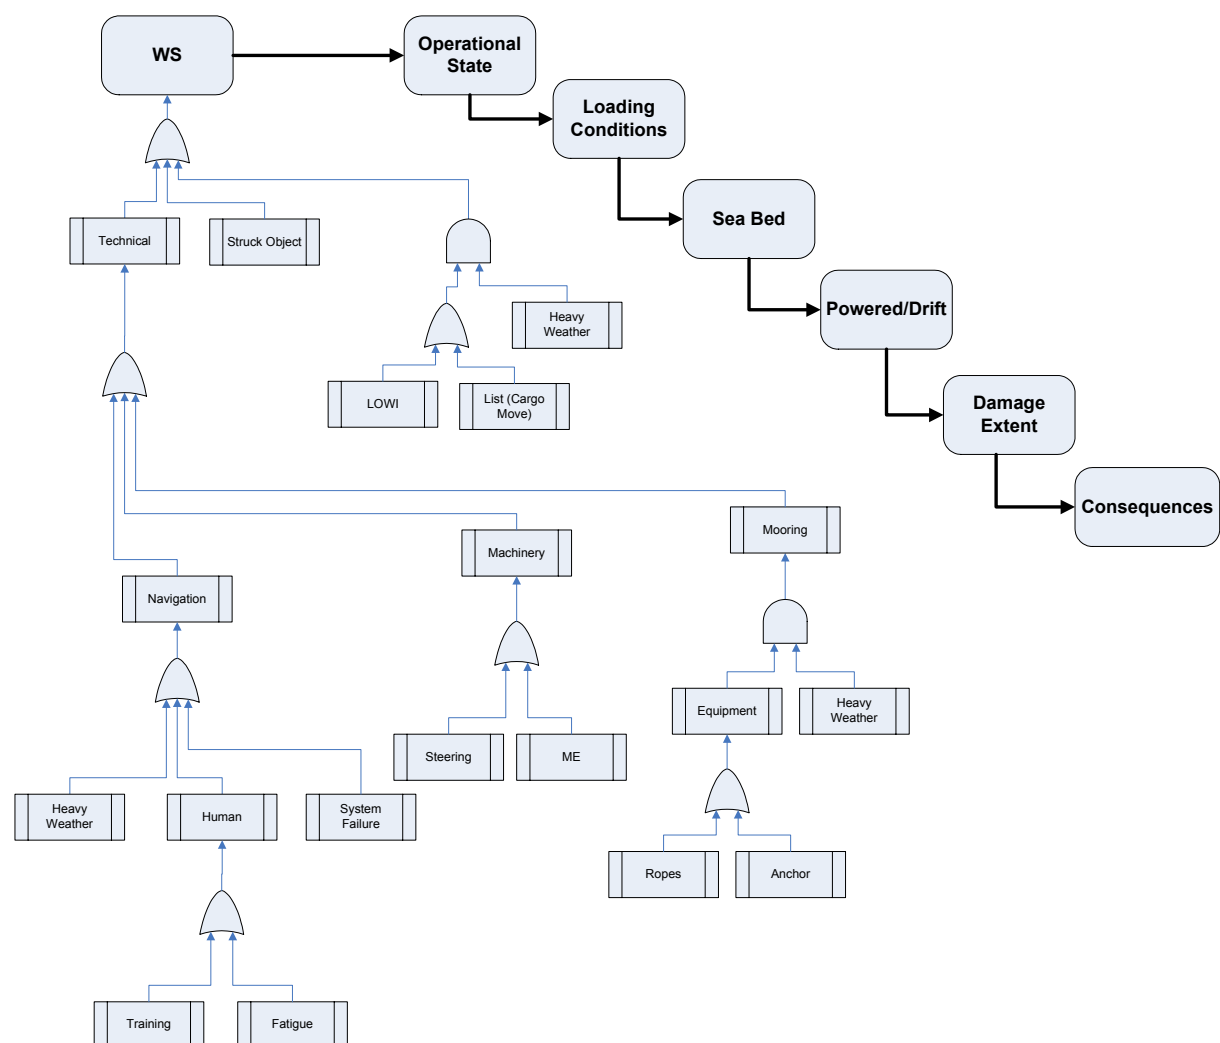 WS
Operational
State
Loading
Conditions
Sea Bed
Technical
Struck Object
Heavy
Weather
Powered/Drift
LOWI
List (Cargo
Move)
Damage
Extent
Consequences
Mooring
Machinery
Navigation
Equipment
Heavy
Weather
Steering
ME
Heavy
Weather
Human
System
Failure
Ropes
Anchor
Training
Fatigue